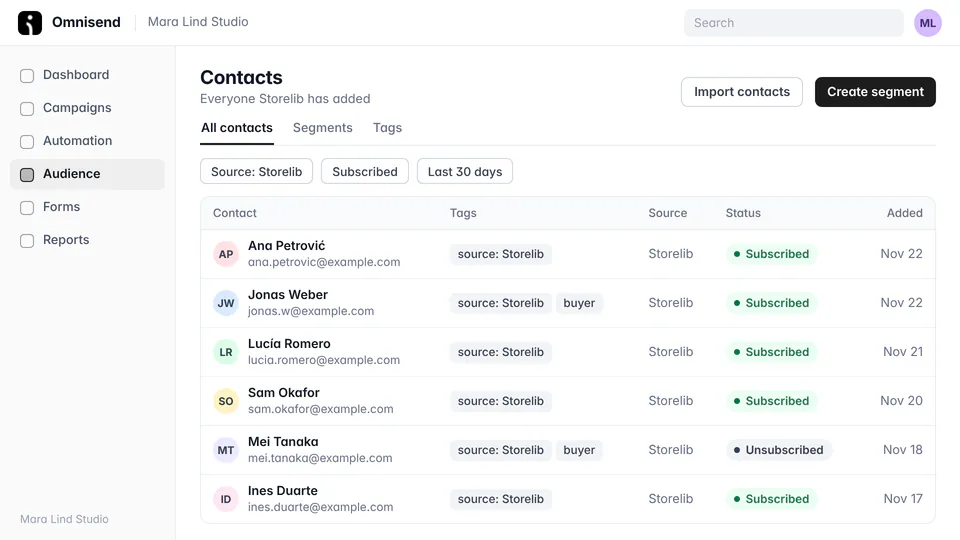 Omnisend
Mara Lind Studio
Search
ML
Dashboard
Campaigns
Automation
Audience
Forms
Reports
Mara Lind Studio
Contacts
Everyone Storelib has added
Import contacts
Create segment
All contacts
Segments
Tags
Source: Storelib
Subscribed
Last 30 days
Contact Tags Source Status Added
AP Ana Petrović source: Storelib Storelib Subscribed Nov 22
ana.petrovic@example.com
JW Jonas Weber source: Storelib buyer Storelib Subscribed Nov 22
jonas.w@example.com
LR Lucía Romero source: Storelib Storelib Subscribed Nov 21
lucia.romero@example.com
SO Sam Okafor source: Storelib Storelib Subscribed Nov 20
sam.okafor@example.com
MT Mei Tanaka source: Storelib buyer Storelib Unsubscribed Nov 18
mei.tanaka@example.com
ID Ines Duarte source: Storelib Storelib Subscribed Nov 17
ines.duarte@example.com